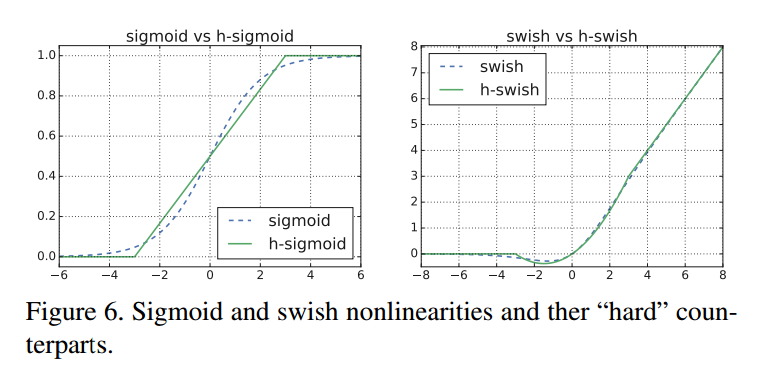 sigmoid vs h-sigmoid
1.0
0.8
0.6
0.4
0.2
0.0
−6 −4 −2 0 2 4 6
sigmoid
h-sigmoid
swish vs h-swish
8
7
6
5
4
3
2
1
0
−8 −6 −4 −2 0 2 4 6 8
swish
h-swish
Figure 6. Sigmoid and swish nonlinearities and ther “hard” coun-
terparts.